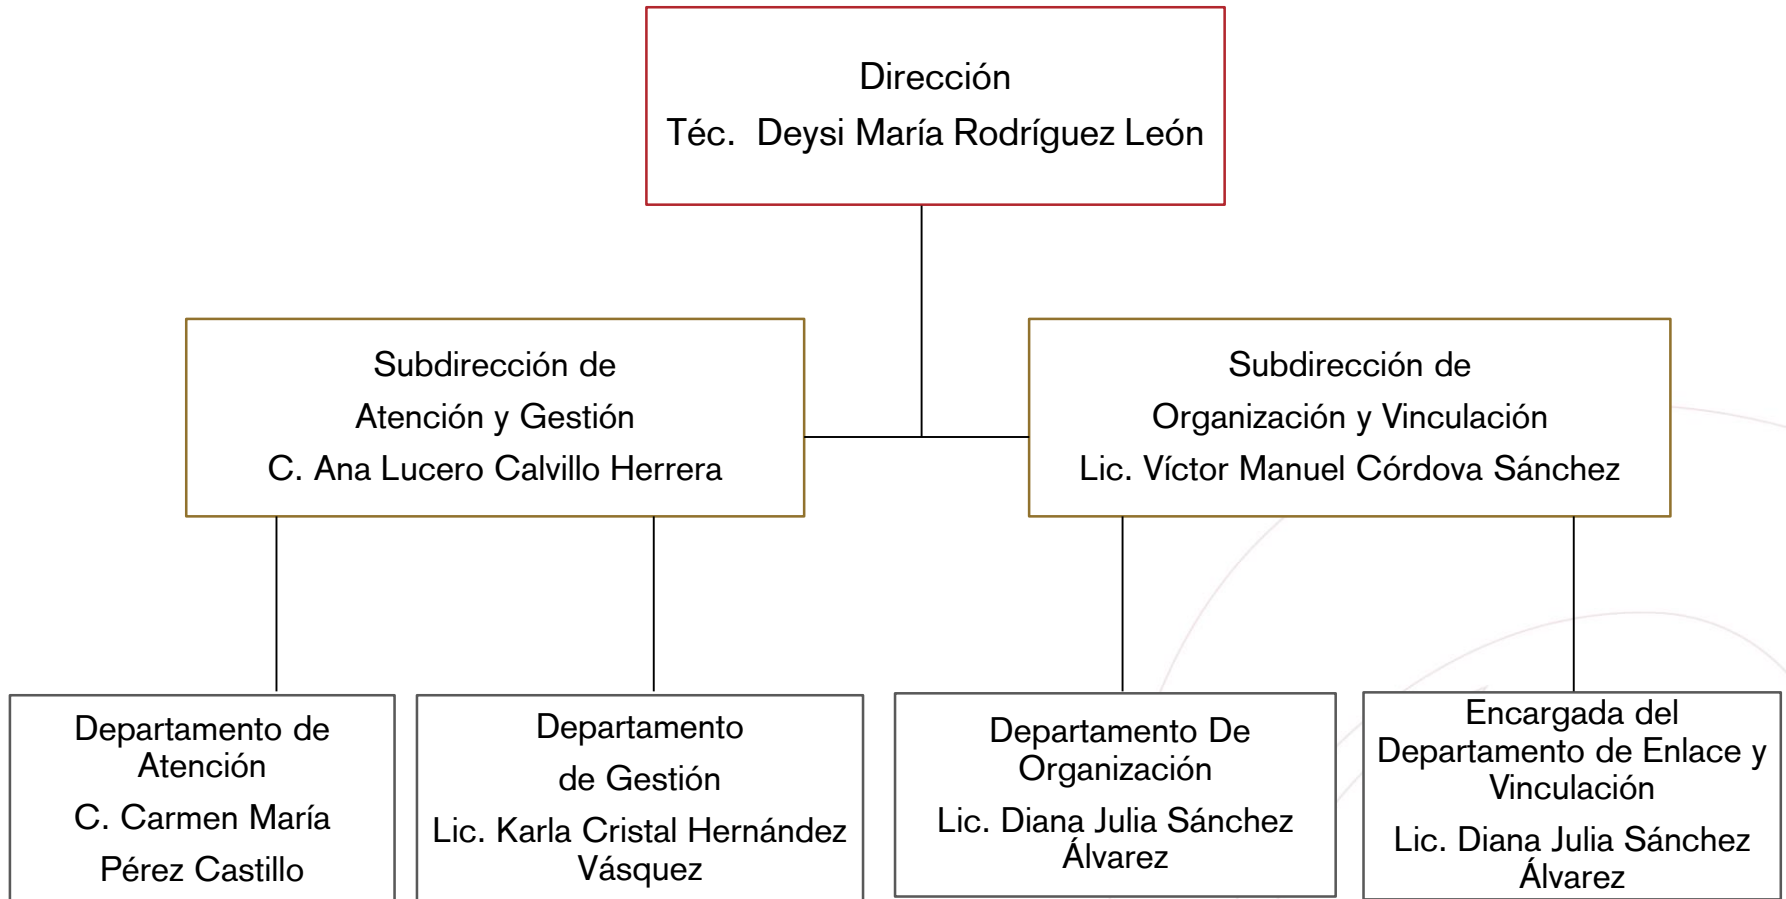 Dirección
Téc. Deysi María Rodríguez León
Subdirección de
Atención y Gestión
C. Ana Lucero Calvillo Herrera
Subdirección de
Organización y Vinculación
Lic. Víctor Manuel Córdova Sánchez
Departamento de
Atención
C. Carmen María
Pérez Castillo
Departamento
de Gestión
Lic. Karla Cristal Hernández
Vásquez
Departamento De
Organización
Lic. Diana Julia Sánchez
Álvarez
Encargada del
Departamento de Enlace y
Vinculación
Lic. Diana Julia Sánchez
Álvarez